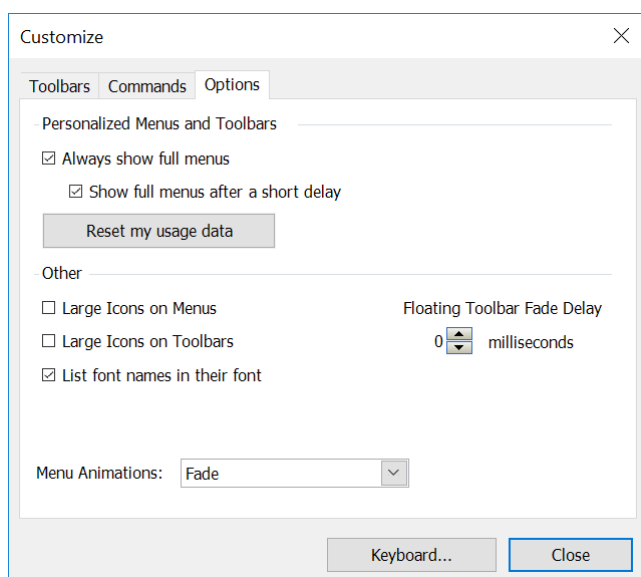 Customize
Toolbars Commands Options
Personalized Menus and Toolbars
Always show full menus
Show full menus after a short delay
Reset my usage data
Other
Large Icons on Menus
Floating Toolbar Fade Delay
Large Icons on Toolbars
0 milliseconds
List font names in their font
Menu Animations: Fade
Keyboard... Close